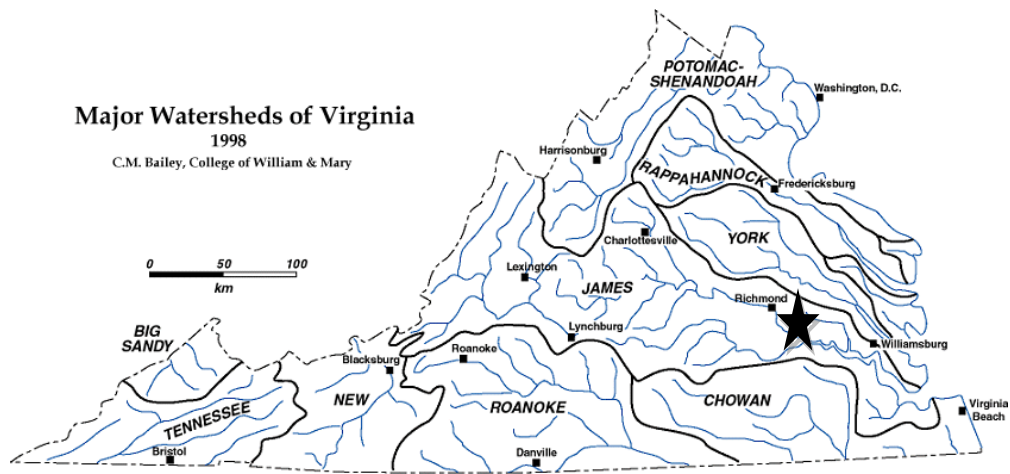 POTOMAC-
SHENANDOAH
Washington, D.C.
Major Watersheds of Virginia
1998
C.M. Bailey, College of William & Mary
Harrisonburg
RAPPAHANNOCK
Fredericksburg
Charlottesville
YORK
0 50 100
km
Lexington
JAMES
Richmond
BIG
SANDY
Lynchburg
Williamsburg
Roanoke
Blacksburg
NEW
ROANOKE
CHOWAN
Virginia
Beach
TENNESSEE
Bristol
Danville